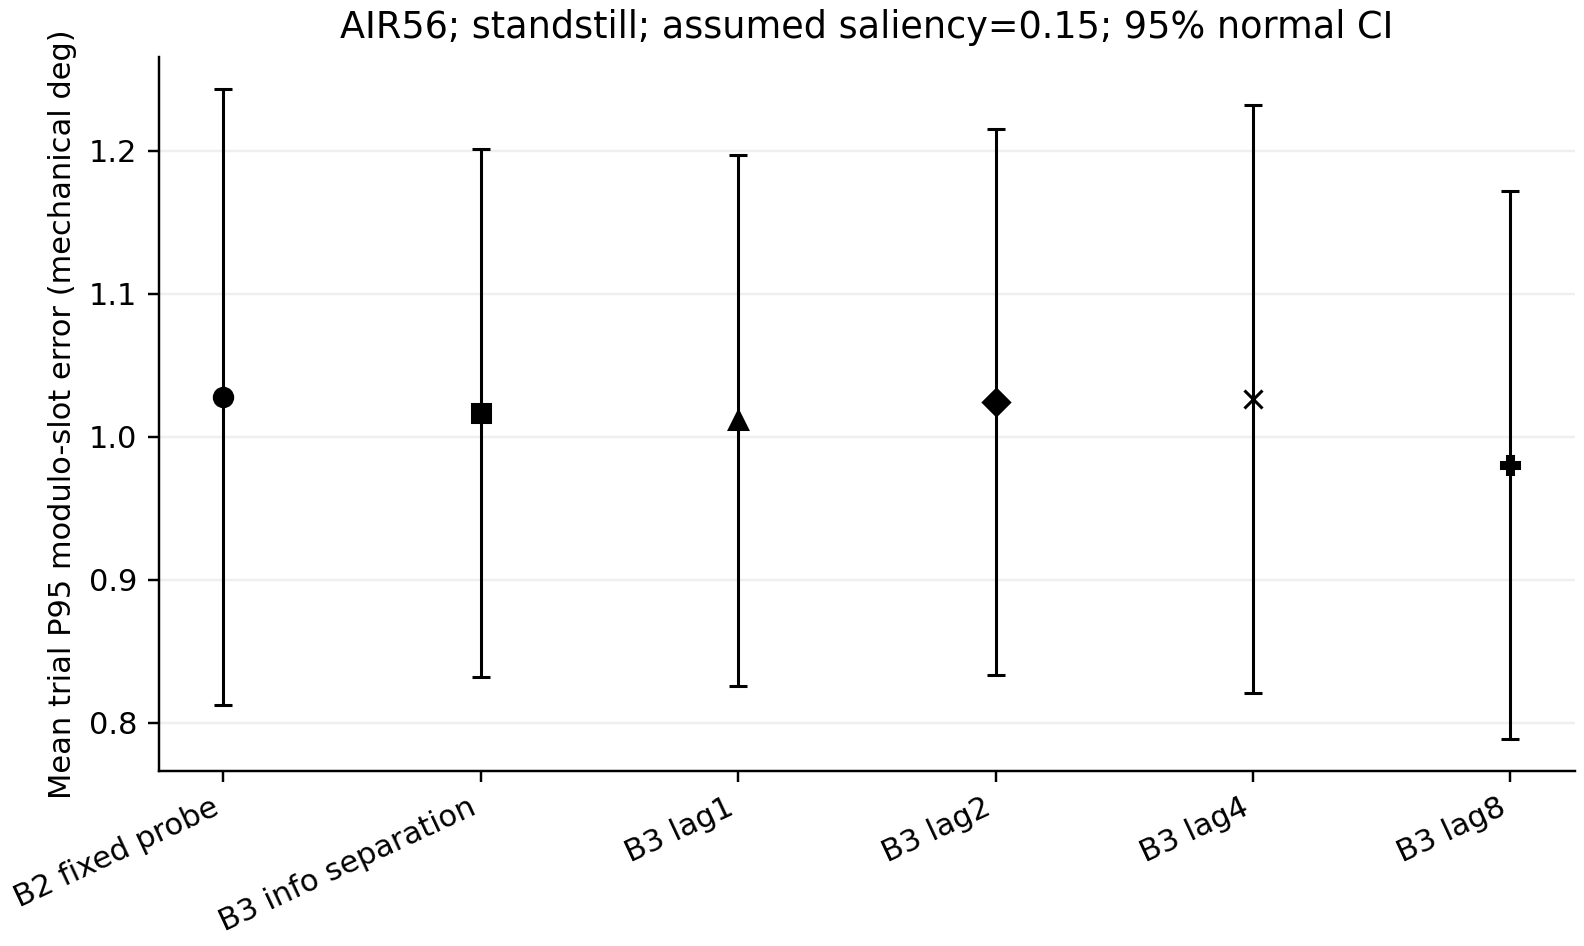 AIR56; standstill; assumed saliency=0.15; 95% normal CI
Mean trial P95 modulo-slot error (mechanical deg)
1.2
1.1
1.0
0.9
0.8
B2 fixed probe
B3 info separation
B3 lag1
B3 lag2
B3 lag4
B3 lag8